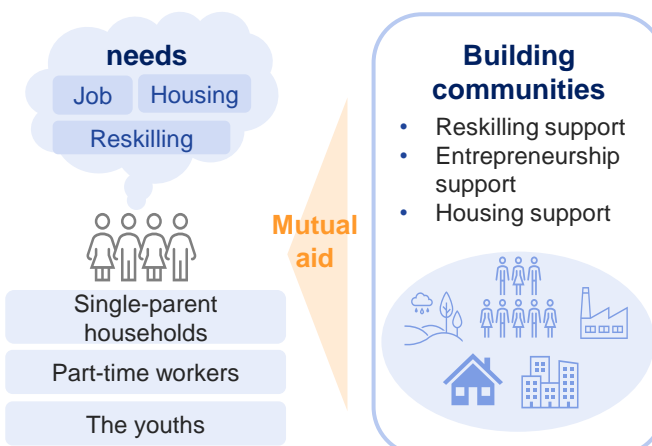 needs
Job
Housing
Reskilling
Single-parent
households
Part-time workers
The youths
Mutual
aid
Building
communities
• Reskilling support
• Entrepreneurship
support
• Housing support